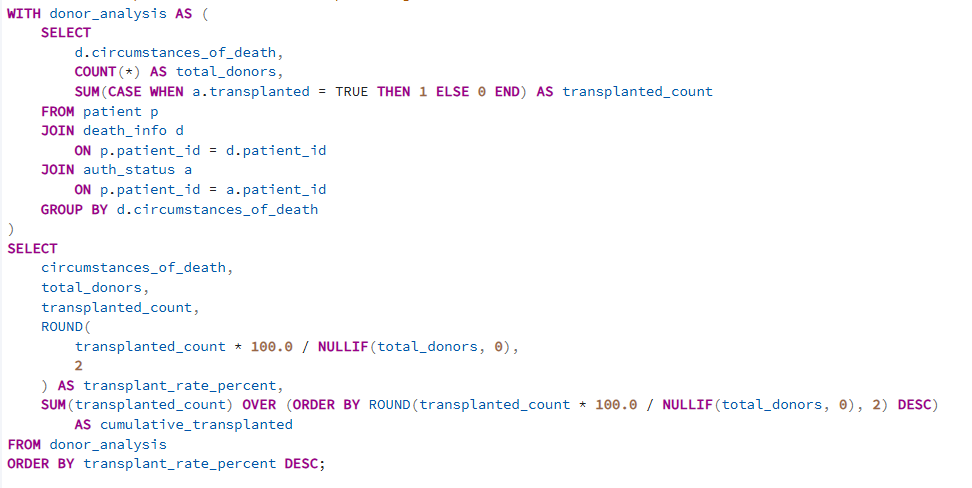 WITH donor_analysis AS (
    SELECT
        d.circumstances_of_death,
        COUNT(*) AS total_donors,
        SUM(CASE WHEN a.transplanted = TRUE THEN 1 ELSE 0 END) AS transplanted_count
    FROM patient p
    JOIN death_info d
        ON p.patient_id = d.patient_id
    JOIN auth_status a
        ON p.patient_id = a.patient_id
    GROUP BY d.circumstances_of_death
)
SELECT
    circumstances_of_death,
    total_donors,
    transplanted_count,
    ROUND(
        transplanted_count * 100.0 / NULLIF(total_donors, 0),
        2
    ) AS transplant_rate_percent,
    SUM(transplanted_count) OVER (ORDER BY ROUND(transplanted_count * 100.0 / NULLIF(total_donors, 0), 2) DESC)
        AS cumulative_transplanted
FROM donor_analysis
ORDER BY transplant_rate_percent DESC;